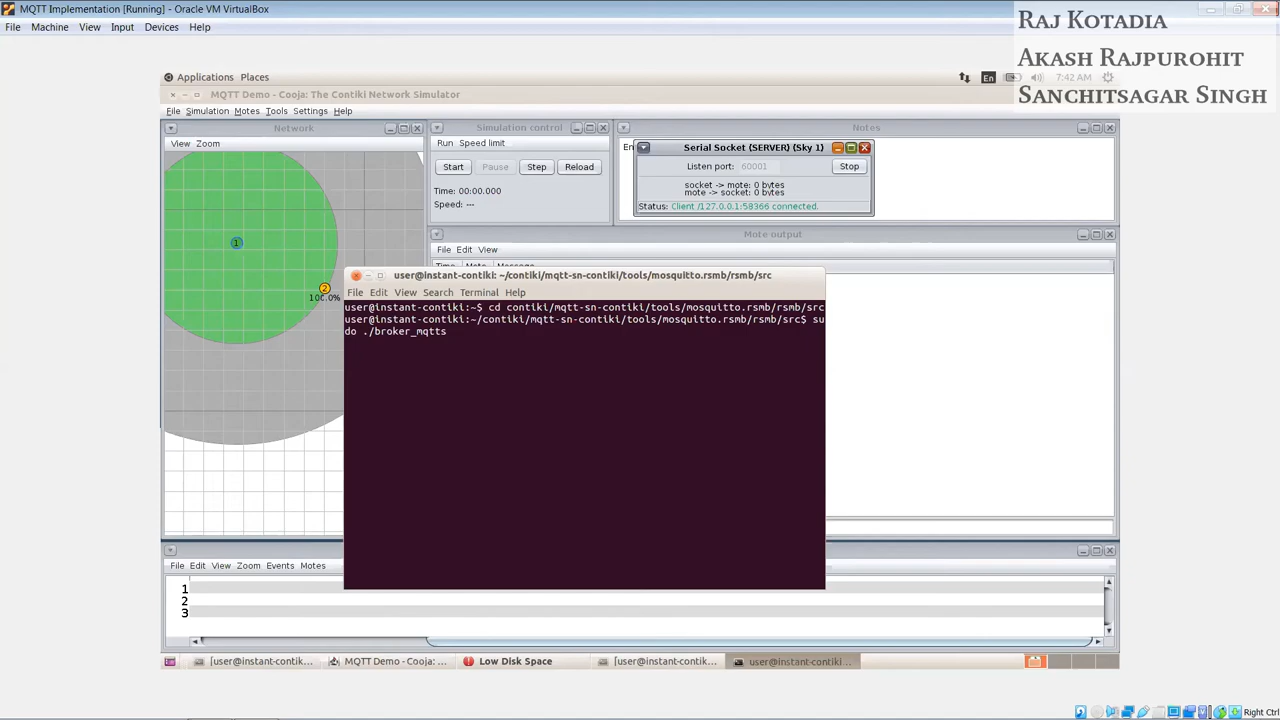 MQTT Implementation [Running] - Oracle VM VirtualBox
File Machine View Input Devices Help
RAJ KOTADIA
AKASH RAJPUROHIT
SANCHITSAGAR SINGH
Applications Places
En
7:42 AM
MQTT Demo - Cooja: The Contiki Network Simulator
File Simulation Motes Tools Settings Help
Network
View Zoom
1
2
100.0%
Simulation control
Run Speed limit
Start Pause Step Reload
Time: 00:00.000
Speed: ---
Notes
Serial Socket (SERVER) (Sky 1)
Listen port: 60001 Stop
socket -> mote: 0 bytes
mote -> socket: 0 bytes
Status: Client /127.0.0.1:58366 connected.
Mote output
File Edit View
user@instant-contiki: ~/contiki/mqtt-sn-contiki/tools/mosquitto.rsmb/rsmb/src
File Edit View Search Terminal Help
user@instant-contiki:~$ cd contiki/mqtt-sn-contiki/tools/mosquitto.rsmb/rsmb/src
user@instant-contiki:~/contiki/mqtt-sn-contiki/tools/mosquitto.rsmb/rsmb/src$ su
do ./broker_mqtts
File Edit View Zoom Events Motes
1
2
3
[user@instant-contik...
MQTT Demo - Cooja: ...
Low Disk Space
[user@instant-contik...
user@instant-contiki...
Right Ctrl